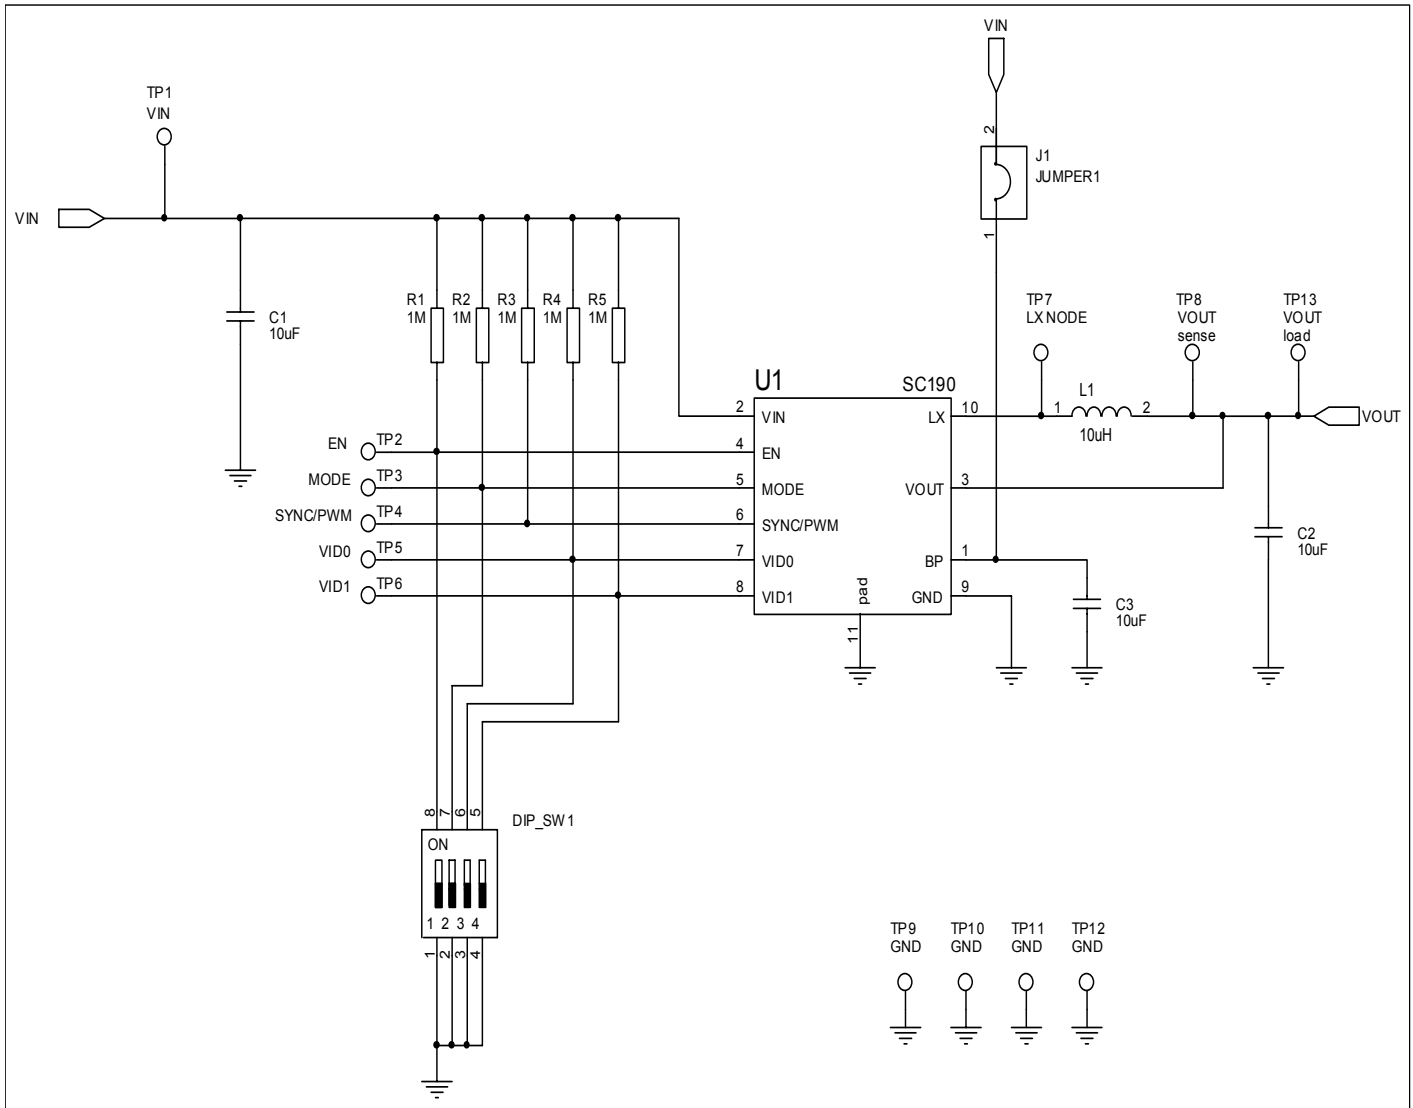 VIN
TP1
VIN
2
J1
JUMPER1
VIN
1
C1
10uF
R1
1M
R2
1M
R3
1M
R4
1M
R5
1M
TP7
LX NODE
TP8
VOUT
sense
TP13
VOUT
load
U1
SC190
L1
1
2
10uH
VOUT
2
VIN
LX
10
EN
TP2
4
EN
MODE
TP3
5
MODE
VOUT
3
SYNC/PWM
TP4
6
SYNC/PWM
VID0
TP5
7
VID0
BP
1
VID1
TP6
8
VID1
pad
GND
9
11
C3
10uF
C2
10uF
8
7
6
5
DIP_SW1
ON
1 2 3 4
1
2
3
4
TP9
GND
TP10
GND
TP11
GND
TP12
GND